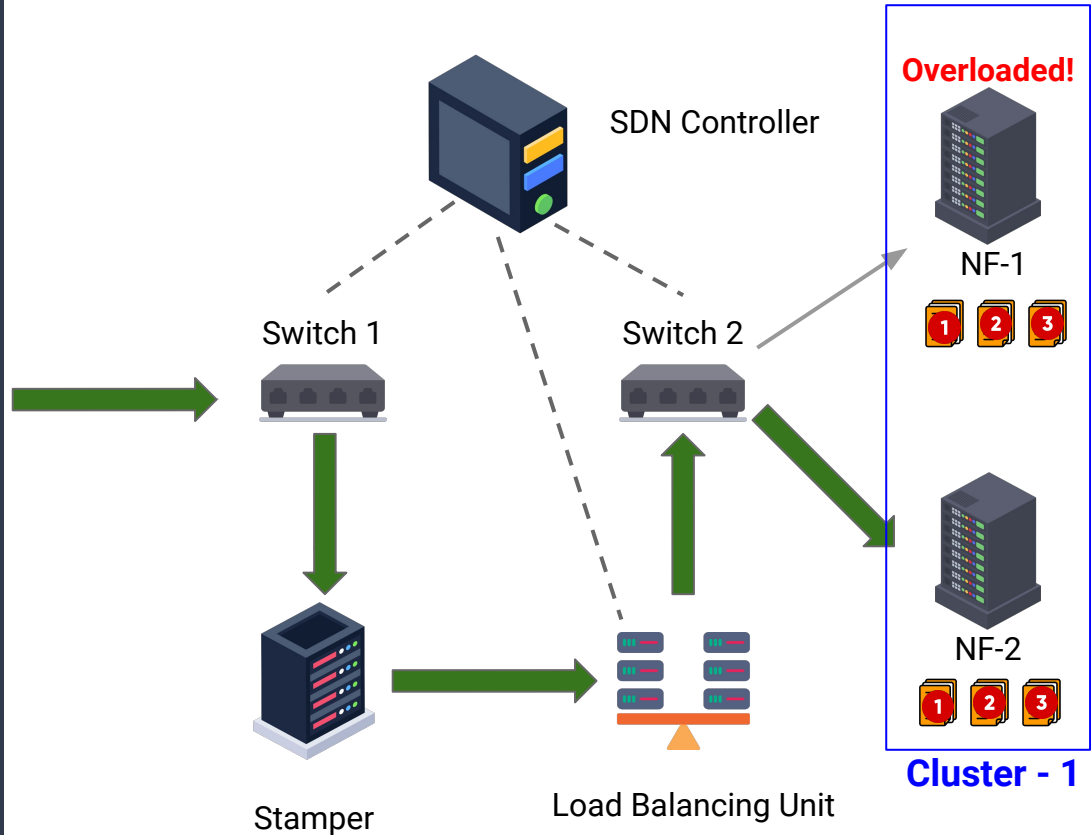 Overloaded!
SDN Controller
NF-1
1 2 3
Switch 1
Switch 2
NF-2
1 2 3
Cluster - 1
Load Balancing Unit
Stamper